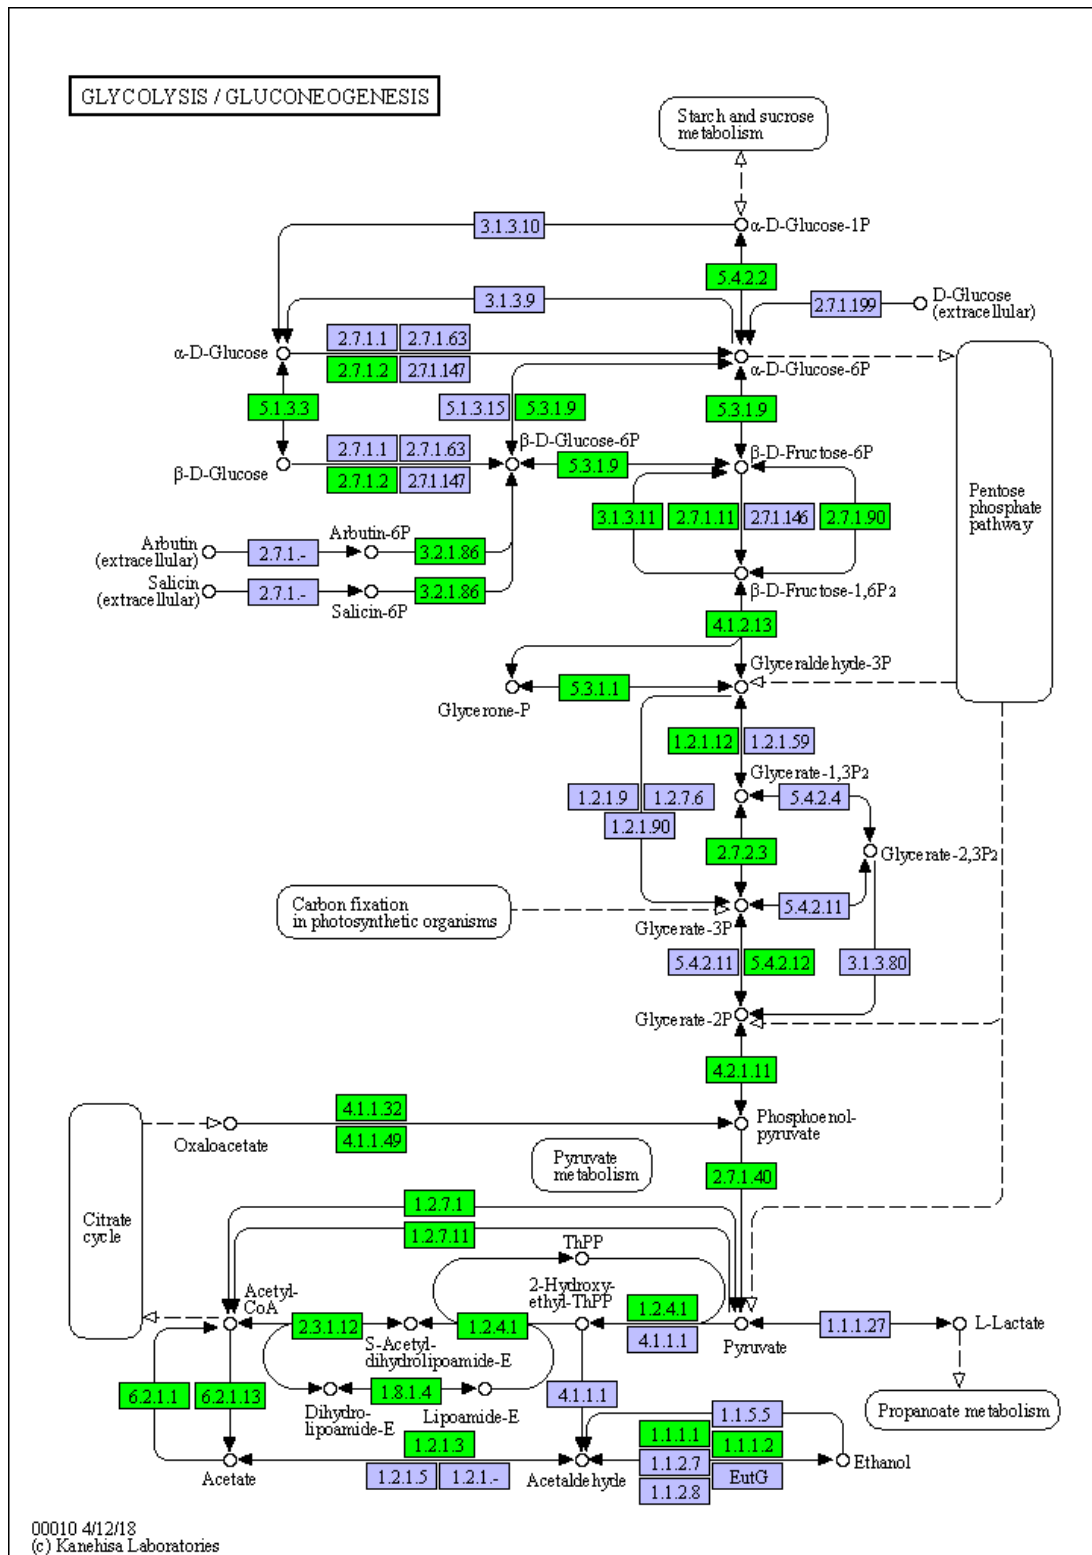 GLYCOLYSIS / GLUCONEOGENESIS
Starch and sucrose
metabolism
3.1.3.10
α-D-Glucose-1P
5.4.2.2
3.1.3.9
2.7.1.199
D-Glucose
(extracellular)
2.7.1.1
2.7.1.63
α-D-Glucose
2.7.1.2
2.7.1.147
α-D-Glucose-6P
5.1.3.3
5.1.3.15
5.3.1.9
5.3.1.9
2.7.1.1
2.7.1.63
β-D-Glucose-6P
β-D-Fructose-6P
β-D-Glucose
2.7.1.2
2.7.1.147
5.3.1.9
Pentose
phosphate
pathway
3.1.3.11
2.7.1.11
2.7.1.146
2.7.1.90
Arbutin
(extracellular)
2.7.1.-
Arbutin-6P
3.2.1.86
Salicin
(extracellular)
2.7.1.-
Salicin-6P
3.2.1.86
β-D-Fructose-1,6P2
4.1.2.13
Glyceraldehyde-3P
5.3.1.1
Glycerone-P
1.2.1.12
1.2.1.59
Glycerate-1,3P2
1.2.1.9
1.2.7.6
5.4.2.4
1.2.1.90
2.7.2.3
Glycerate-2,3P2
Carbon fixation
in photosynthetic organisms
5.4.2.11
Glycerate-3P
5.4.2.11
5.4.2.12
3.1.3.80
Glycerate-2P
4.2.1.11
4.1.1.32
Oxaloacetate
4.1.1.49
Phosphoenol-
pyruvate
Pyruvate
metabolism
2.7.1.40
Citrate
cycle
1.2.7.1
1.2.7.11
ThPP
Acetyl-
CoA
2-Hydroxy-
ethyl-ThPP
2.3.1.12
1.2.4.1
1.2.4.1
4.1.1.1
S-Acetyl-
dihydrolipoamide-E
Pyruvate
1.1.1.27
L-Lactate
6.2.1.1
6.2.1.13
1.8.1.4
4.1.1.1
Dihydro-
lipoamide-E
Lipoamide-E
Propanoate metabolism
1.1.5.5
1.2.1.3
1.1.1.1
1.1.1.2
Acetate
1.2.1.5
1.2.1.-
Acetaldehyde
1.1.2.7
EutG
Ethanol
1.1.2.8
00010 4/12/18
(c) Kanehisa Laboratories